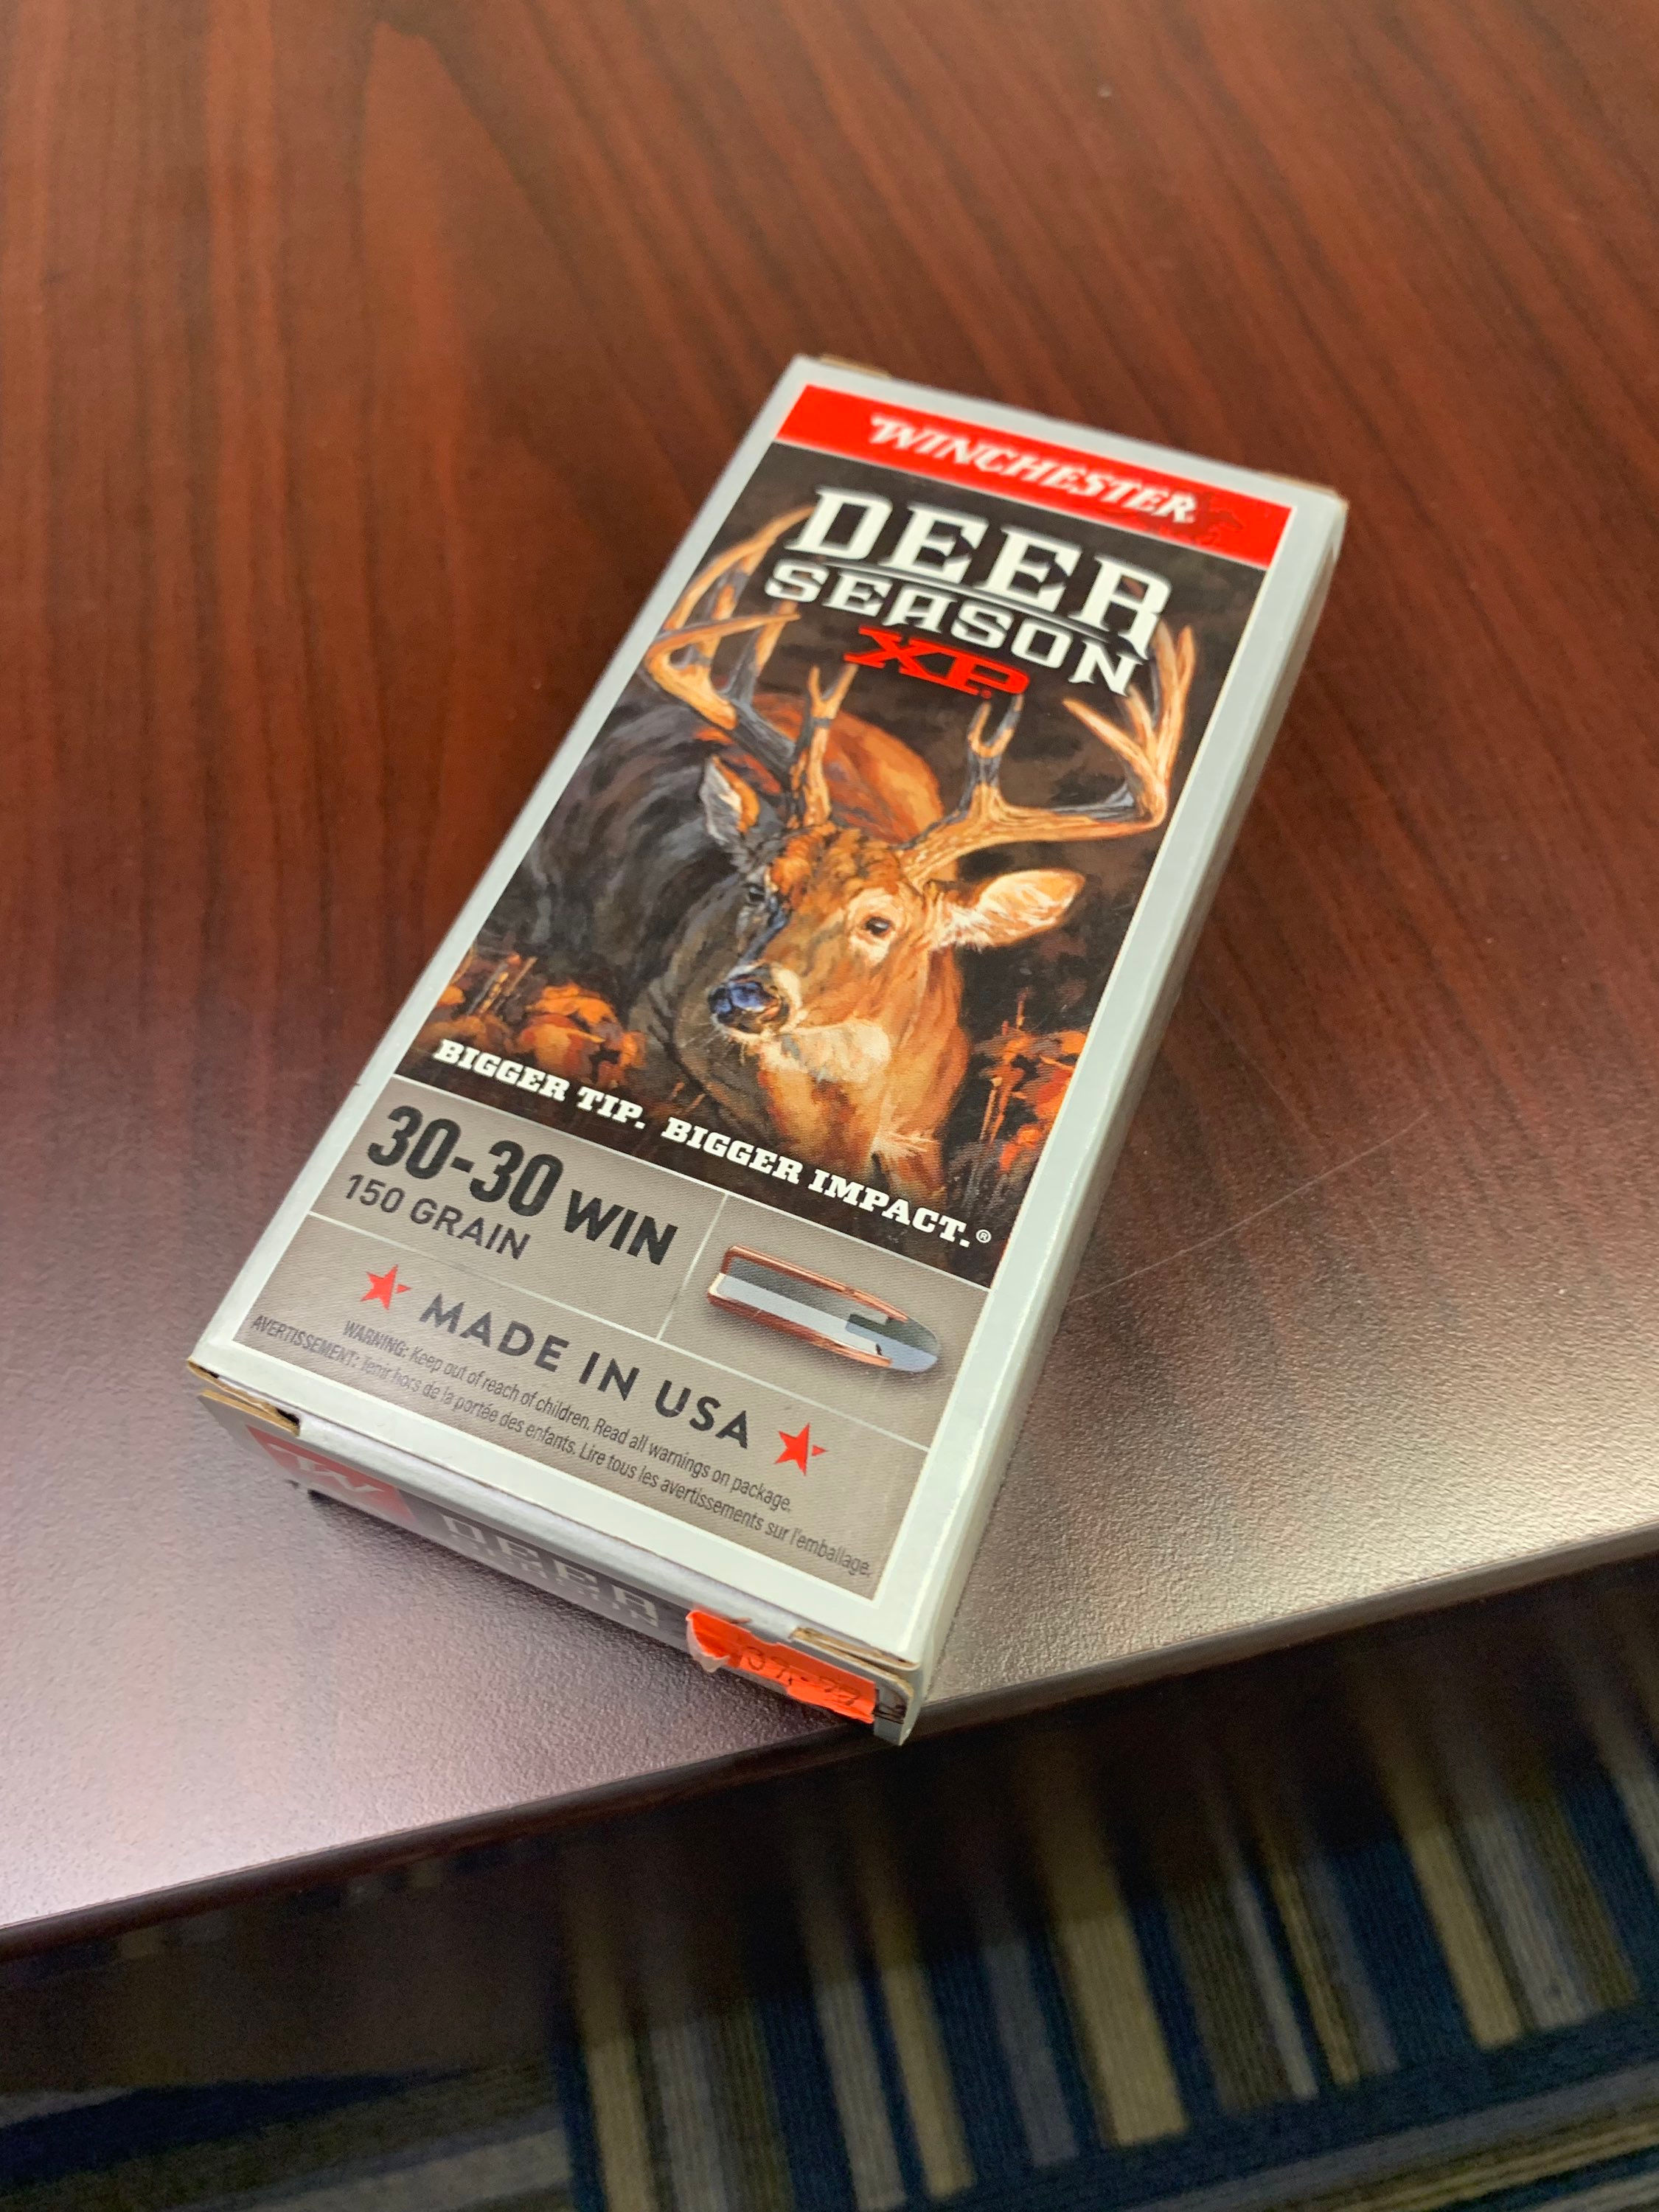 WINCHESTER
DEER
SEASON
XP®
BIGGER TIP. BIGGER IMPACT.®
30-30 WIN
150 GRAIN
MADE IN USA
WARNING: Keep out of reach of children. Read all warnings on package.
AVERTISSEMENT: Tenir hors de la portée des enfants. Lire tous les avertissements sur l'emballage.
DEER